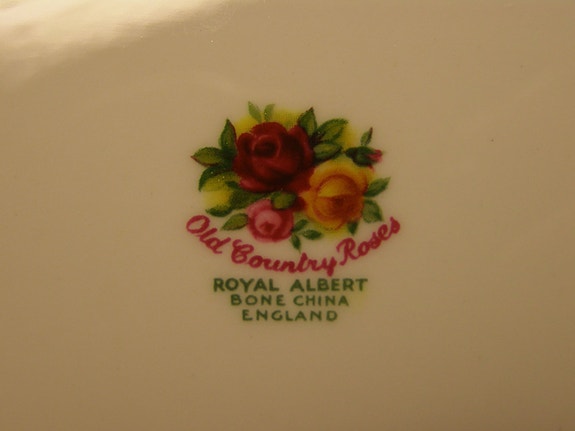 Old Country Roses
ROYAL ALBERT
BONE CHINA
ENGLAND